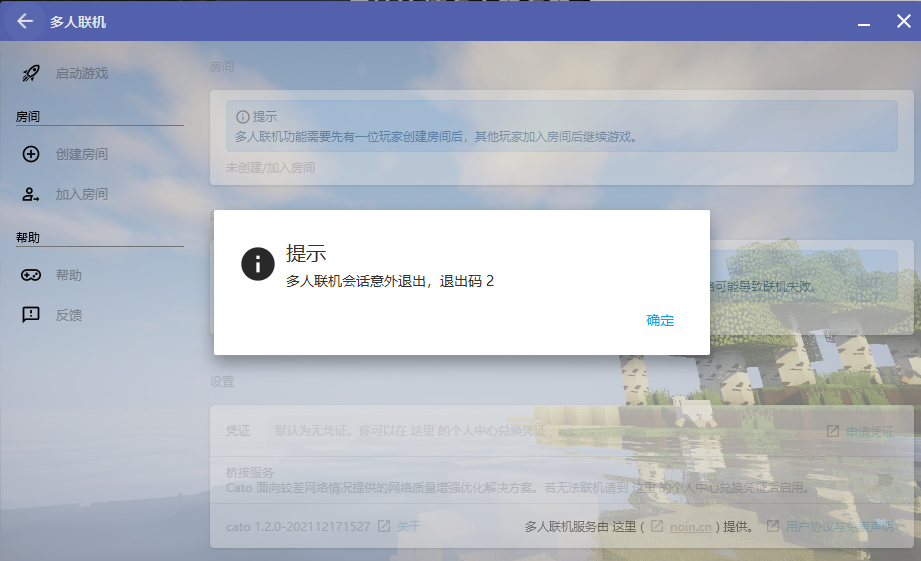 多人联机
启动游戏
房间
房间
提示
多人联机功能需要先有一位玩家创建房间后，其他玩家加入房间后继续游戏。
创建房间
未创建/加入房间
加入房间
帮助
提示
多人联机会话意外退出，退出码 2
确定
帮助
可能导致联机失败。
反馈
设置
凭证
默认为无凭证。你可以在 这里 的个人中心兑换凭证
申请凭证
桥接服务
Cato 面向较差网络情况提供的网络质量增强优化解决方案。若无法联机请到 这里 的个人中心兑换凭证后启用。
cato 1.2.0-202112171527 关于 多人联机服务由 这里 ( noin.cn ) 提供。 用户协议与免责声明